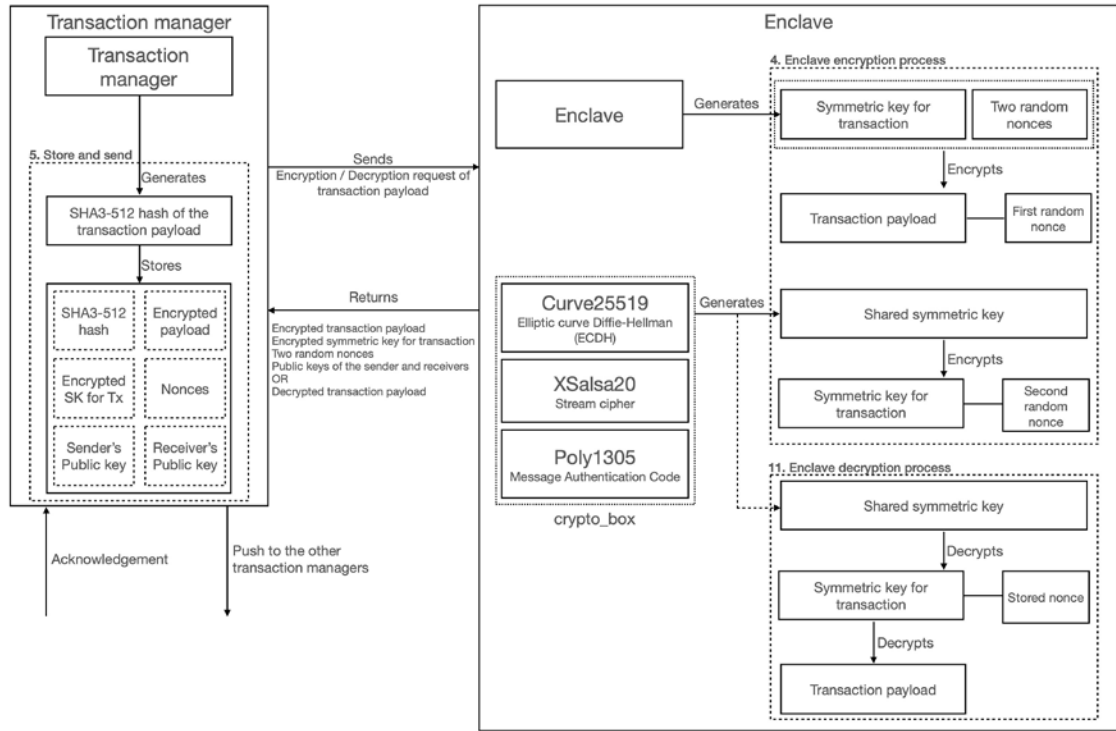 Transaction manager
Transaction
manager
5. Store and send
Generates
SHA3-512 hash of the
transaction payload
Stores
SHA3-512
hash
Encrypted
payload
Encrypted
SK for Tx
Nonces
Sender's
Public key
Receiver's
Public key
Acknowledgement
Push to the other
transaction managers
Sends
Encryption / Decryption request of
transaction payload
Returns
Encrypted transaction payload
Encrypted symmetric key for transaction
Two random nonces
Public keys of the sender and receivers
OR
Decrypted transaction payload
Enclave
Enclave
Generates
4. Enclave encryption process
Symmetric key for
transaction
Two random
nonces
Encrypts
Transaction payload
First random
nonce
Curve25519
Elliptic curve Diffie-Hellman
(ECDH)
XSalsa20
Stream cipher
Poly1305
Message Authentication Code
crypto_box
Generates
Shared symmetric key
Encrypts
Symmetric key for
transaction
Second
random
nonce
11. Enclave decryption process
Shared symmetric key
Decrypts
Symmetric key for
transaction
Stored nonce
Decrypts
Transaction payload